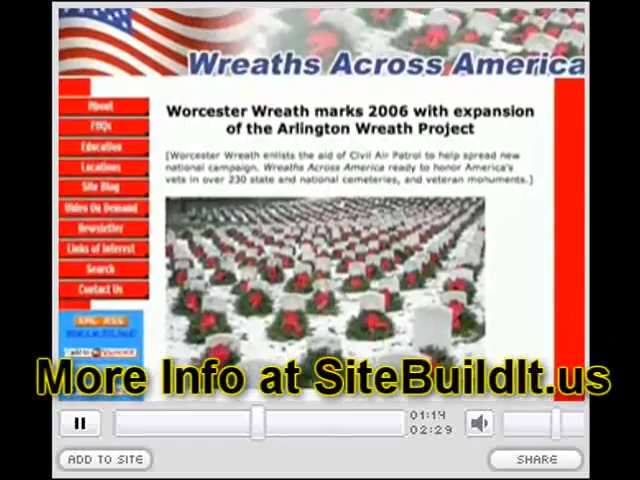 Wreaths Across America
About
FAQs
Education
Locations
Site Blog
Video On Demand
Newsletter
Links of Interest
Search
Contact Us
XML RSS
Worcester Wreath marks 2006 with expansion
of the Arlington Wreath Project
[Worcester Wreath enlists the aid of Civil Air Patrol to help spread new
national campaign. Wreaths Across America ready to honor America's
vets in over 230 state and national cemeteries, and veteran monuments.]
More Info at SiteBuildIt.us
01:14
02:29
ADD TO SITE
SHARE